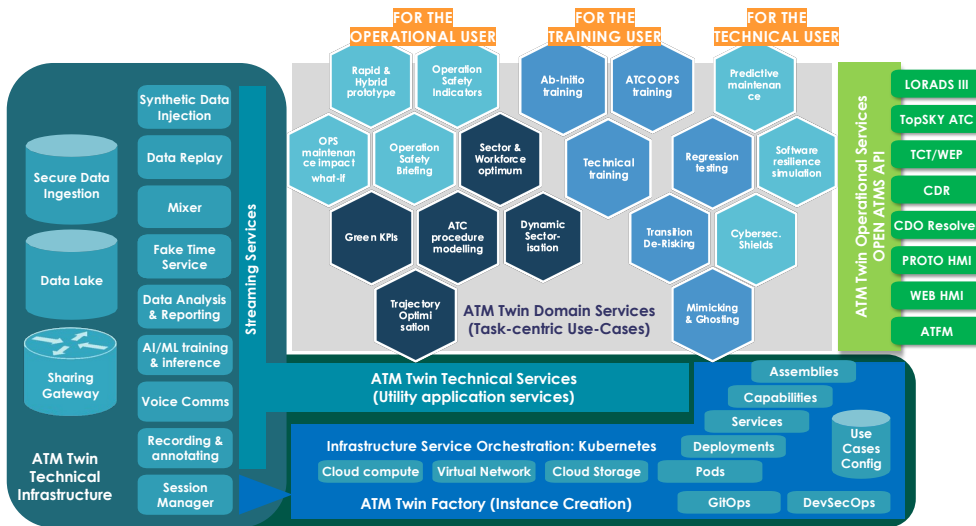 FOR THE
OPERATIONAL USER
FOR THE
TRAINING USER
FOR THE
TECHNICAL USER
Synthetic Data
Injection
Data Replay
Mixer
Fake Time
Service
Data Analysis
& Reporting
AI/ML training
& inference
Voice Comms
Recording &
annotating
Session
Manager
Secure Data
Ingestion
Data Lake
Sharing
Gateway
ATM Twin
Technical
Infrastructure
Streaming Services
Rapid &
Hybrid
prototype
Operation
Safety
Indicators
Ab-Initio
training
ATCO OPS
training
Predictive
maintena
nce
OPS
maintena
nce impact
what-if
Operation
Safety
Briefing
Sector &
Workforce
optimum
Technical
training
Regression
testing
Software
resilience
simulation
Green KPIs
ATC
procedure
modelling
Dynamic
Sector-
isation
Transition
De-Risking
Cybersec.
Shields
Trajectory
Optimi
sation
ATM Twin Domain Services
(Task-centric Use-Cases)
Mimicking
& Ghosting
ATM Twin Operational Services
OPEN ATMS API
LORADS III
TopSKY ATC
TCT/WEP
CDR
CDO Resolver
PROTO HMI
WEB HMI
ATFM
ATM Twin Technical Services
(Utility application services)
Assemblies
Capabilities
Services
Deployments
Use
Cases
Config
Infrastructure Service Orchestration: Kubernetes
Cloud compute
Virtual Network
Cloud Storage
Pods
ATM Twin Factory (Instance Creation)
GitOps
DevSecOps